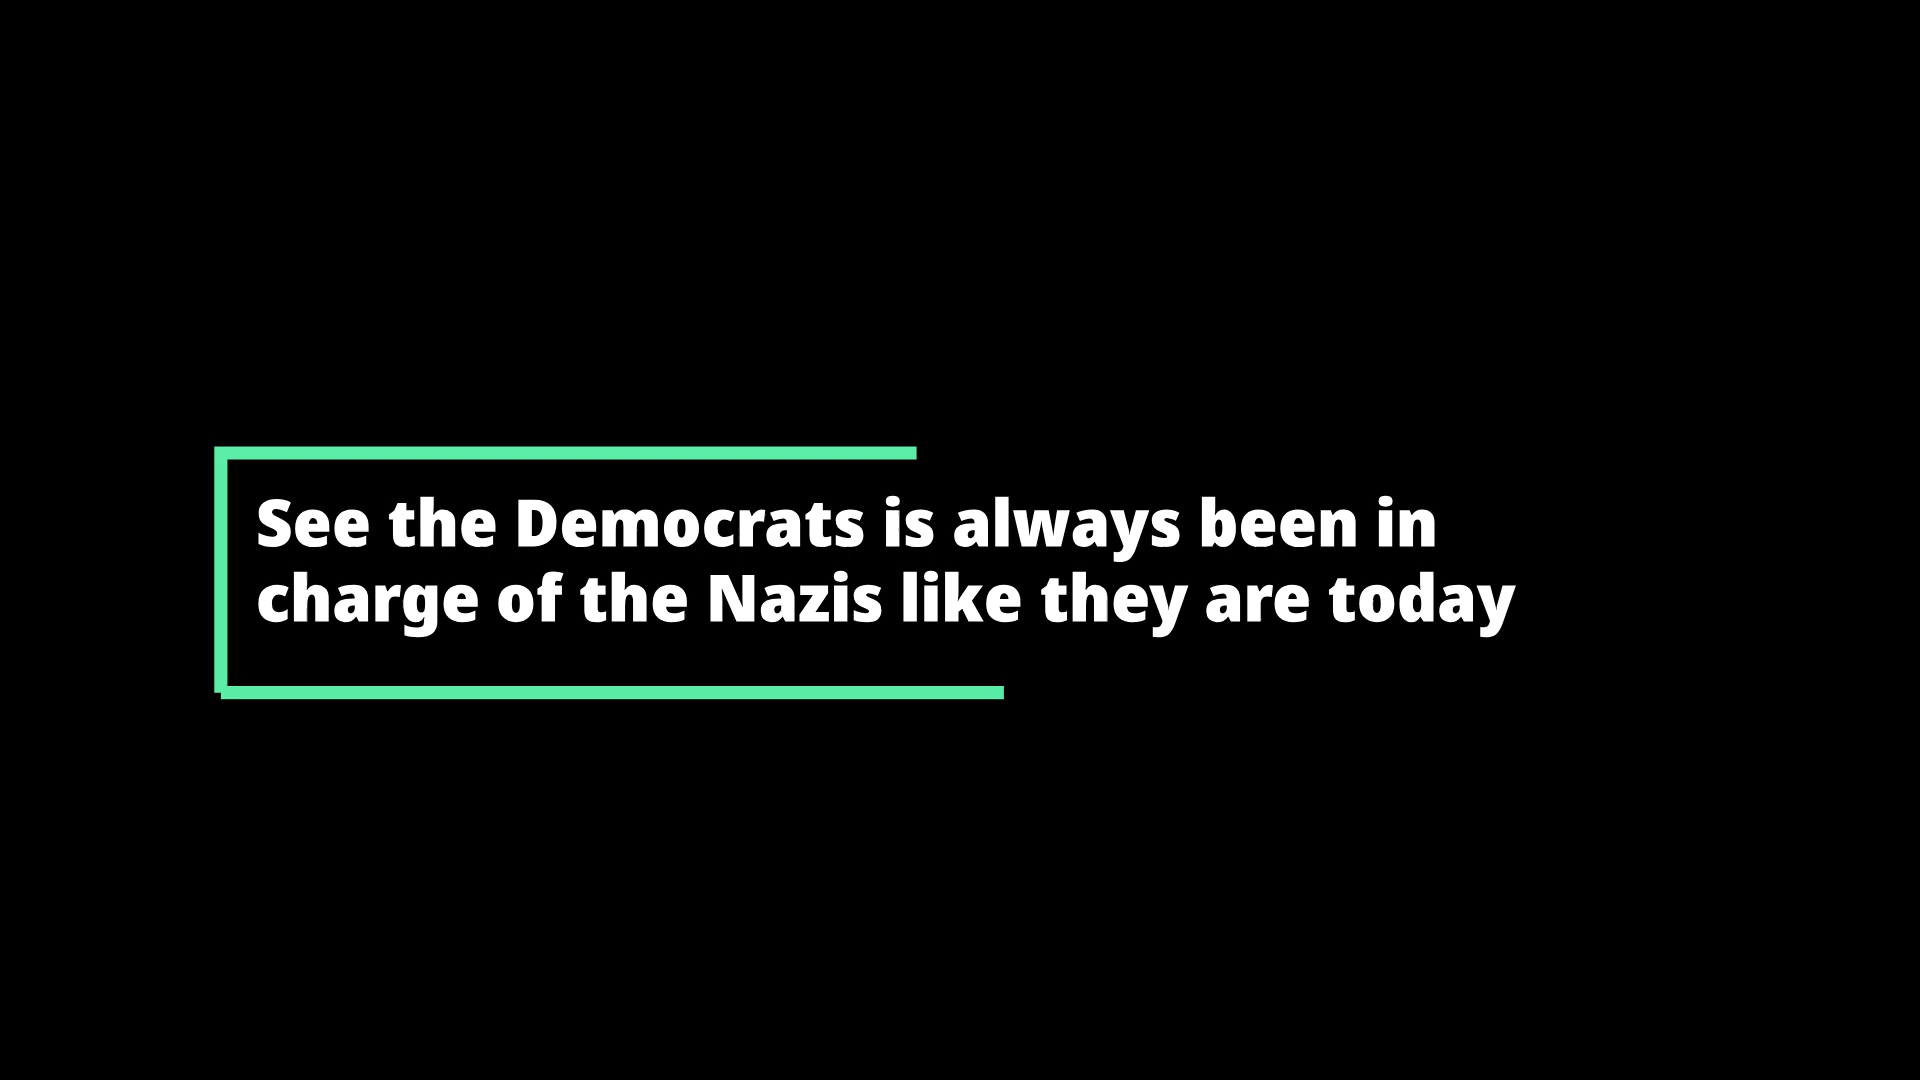 See the Democrats is always been in
charge of the Nazis like they are today